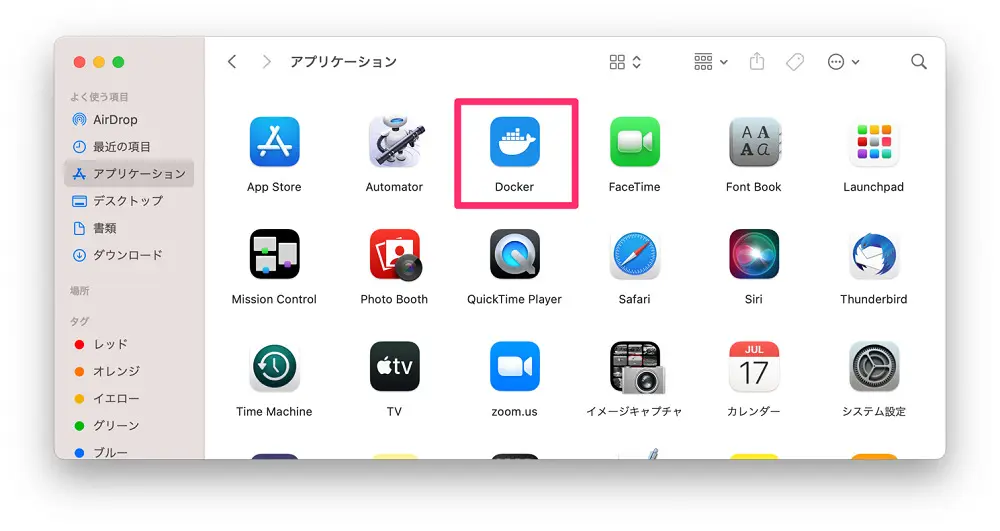 アプリケーション
よく使う項目
AirDrop
最近の項目
アプリケーション
デスクトップ
書類
ダウンロード
場所
タグ
レッド
オレンジ
イエロー
グリーン
ブルー
App Store
Automator
Docker
FaceTime
Font Book
Launchpad
Mission Control
Photo Booth
QuickTime Player
Safari
Siri
Thunderbird
tv
JUL
17
Time Machine
TV
zoom.us
イメージキャプチャ
カレンダー
システム設定